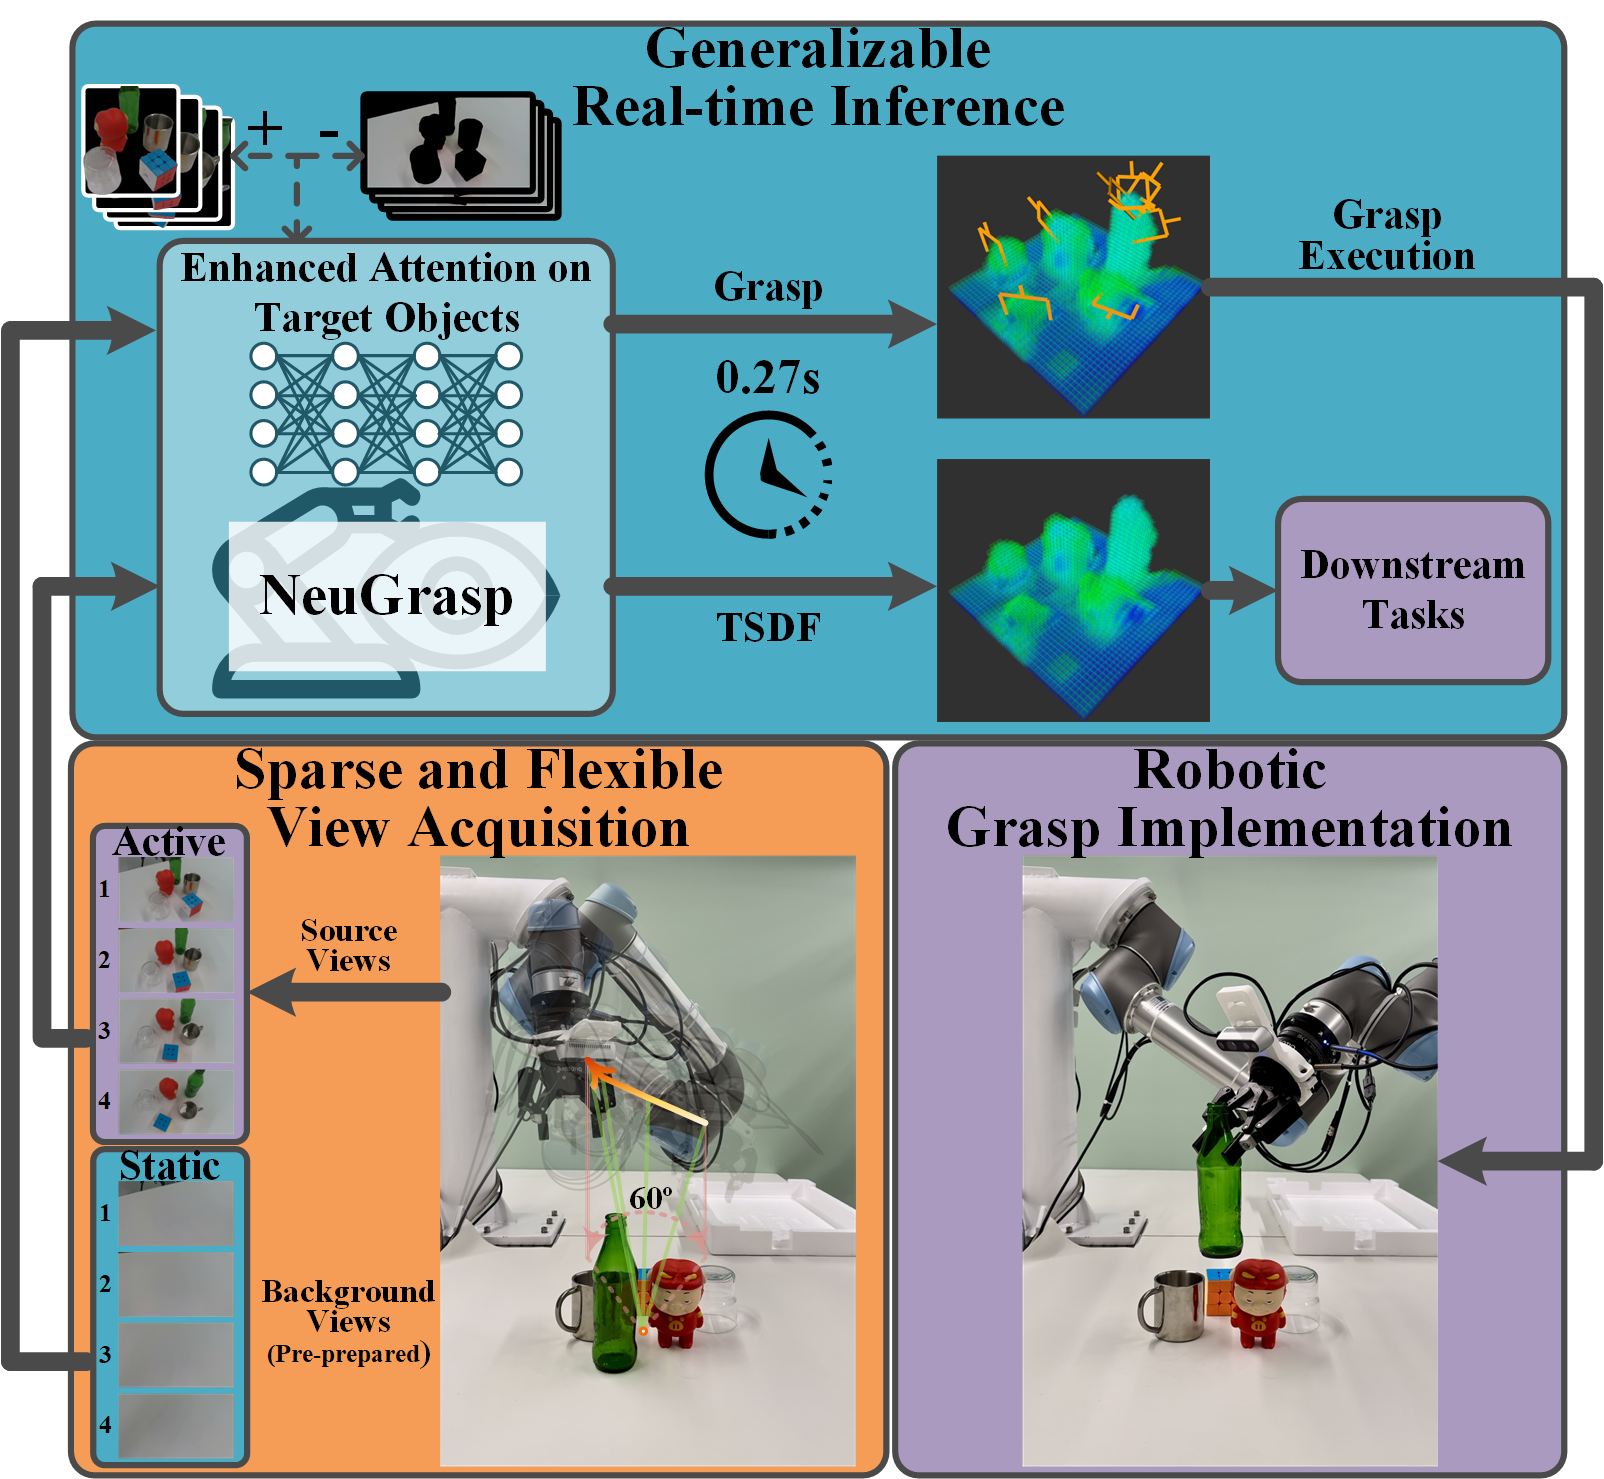 Generalizable
Real-time Inference
+ -
Enhanced Attention on
Target Objects
NeuGrasp
Grasp
0.27s
TSDF
Grasp
Execution
Downstream
Tasks
Sparse and Flexible
View Acquisition
Active
1
2
3
4
Source
Views
Static
1
2
3
4
Background
Views
(Pre-prepared)
60°
Robotic
Grasp Implementation